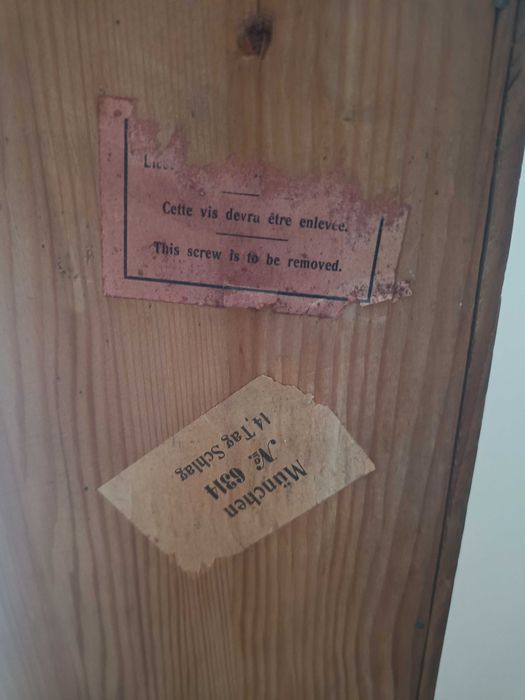 Cette vis devra être enlevée.
This screw is to be removed.
München
№ 6314
14 Tag Schlag